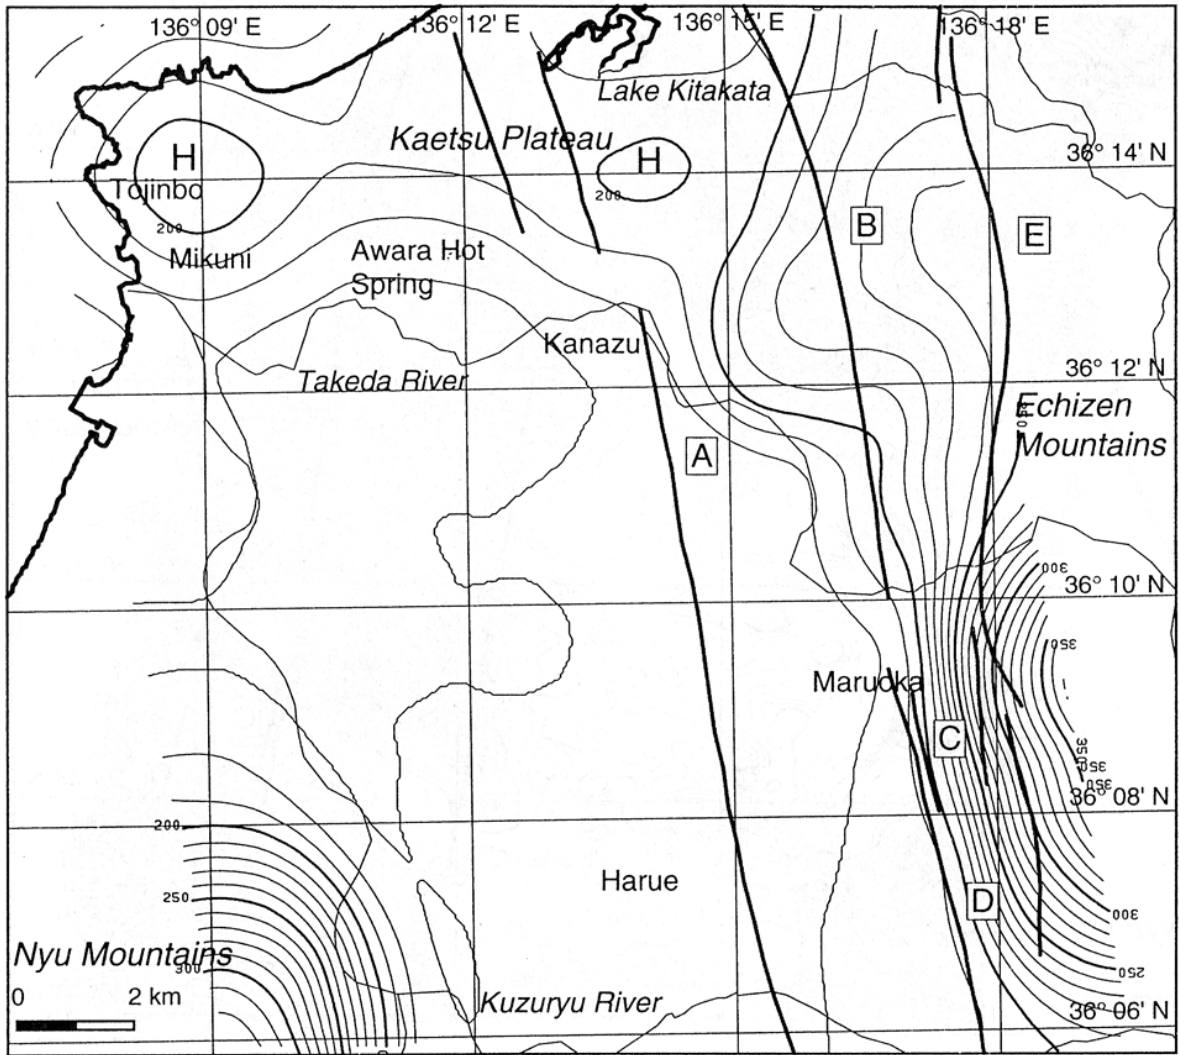 136° 09' E
136° 12' E
136° 15' E
136° 18' E
Lake Kitakata
Kaetsu Plateau
H
H
36° 14' N
Tojinbo
200
200
B
E
Mikuni
Awara Hot
Spring
Kanazu
Takeda River
36° 12' N
Echizen
Mountains
A
300
36° 10' N
350
Maruoka
C
350
350
350
36° 08' N
200
Harue
250
D
300
Nyu Mountains
300
250
0
2 km
Kuzuryu River
36° 06' N